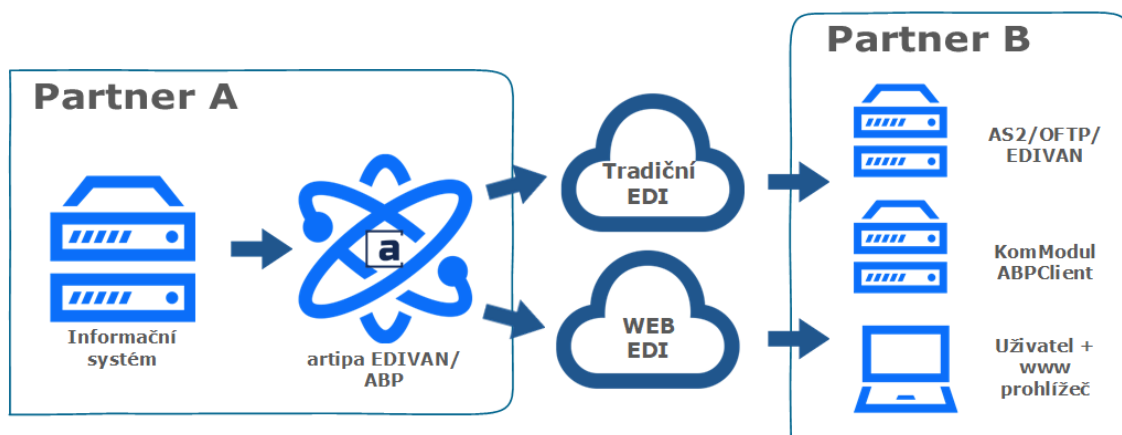 Partner A
Informační
systém
a
artipa EDIVAN/
ABP
Tradiční
EDI
WEB
EDI
Partner B
AS2/OFTP/
EDIVAN
KomModul
ABPClient
Uživatel +
www
prohlížeč